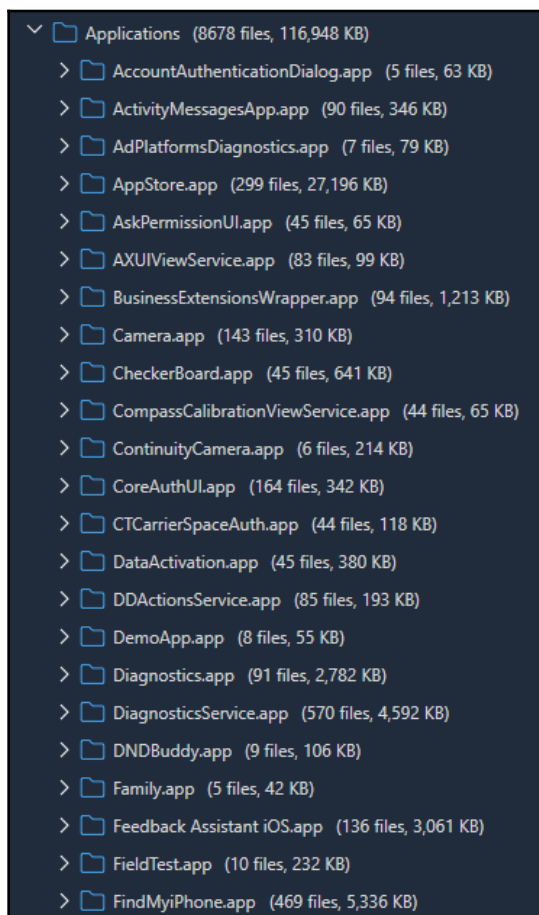 Applications (8678 files, 116,948 KB)
AccountAuthenticationDialog.app (5 files, 63 KB)
ActivityMessagesApp.app (90 files, 346 KB)
AdPlatformsDiagnostics.app (7 files, 79 KB)
AppStore.app (299 files, 27,196 KB)
AskPermissionUI.app (45 files, 65 KB)
AXUIViewService.app (83 files, 99 KB)
BusinessExtensionsWrapper.app (94 files, 1,213 KB)
Camera.app (143 files, 310 KB)
CheckerBoard.app (45 files, 641 KB)
CompassCalibrationViewService.app (44 files, 65 KB)
ContinuityCamera.app (6 files, 214 KB)
CoreAuthUI.app (164 files, 342 KB)
CTCarrierSpaceAuth.app (44 files, 118 KB)
DataActivation.app (45 files, 380 KB)
DDActionsService.app (85 files, 193 KB)
DemoApp.app (8 files, 55 KB)
Diagnostics.app (91 files, 2,782 KB)
DiagnosticsService.app (570 files, 4,592 KB)
DNDBuddy.app (9 files, 106 KB)
Family.app (5 files, 42 KB)
Feedback Assistant iOS.app (136 files, 3,061 KB)
FieldTest.app (10 files, 232 KB)
FindMyiPhone.app (469 files, 5,336 KB)